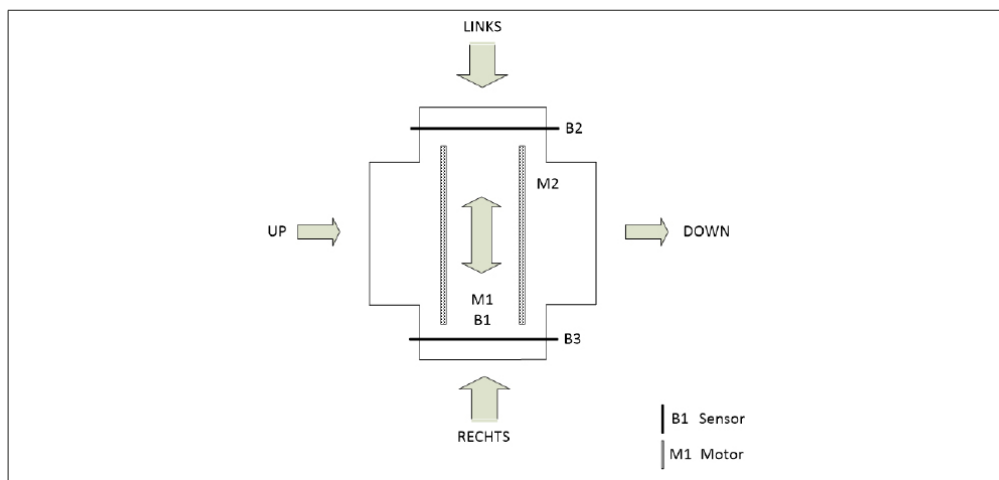 LINKS
B2
M2
UP
DOWN
M1
B1
B3
RECHTS
B1 Sensor
M1 Motor